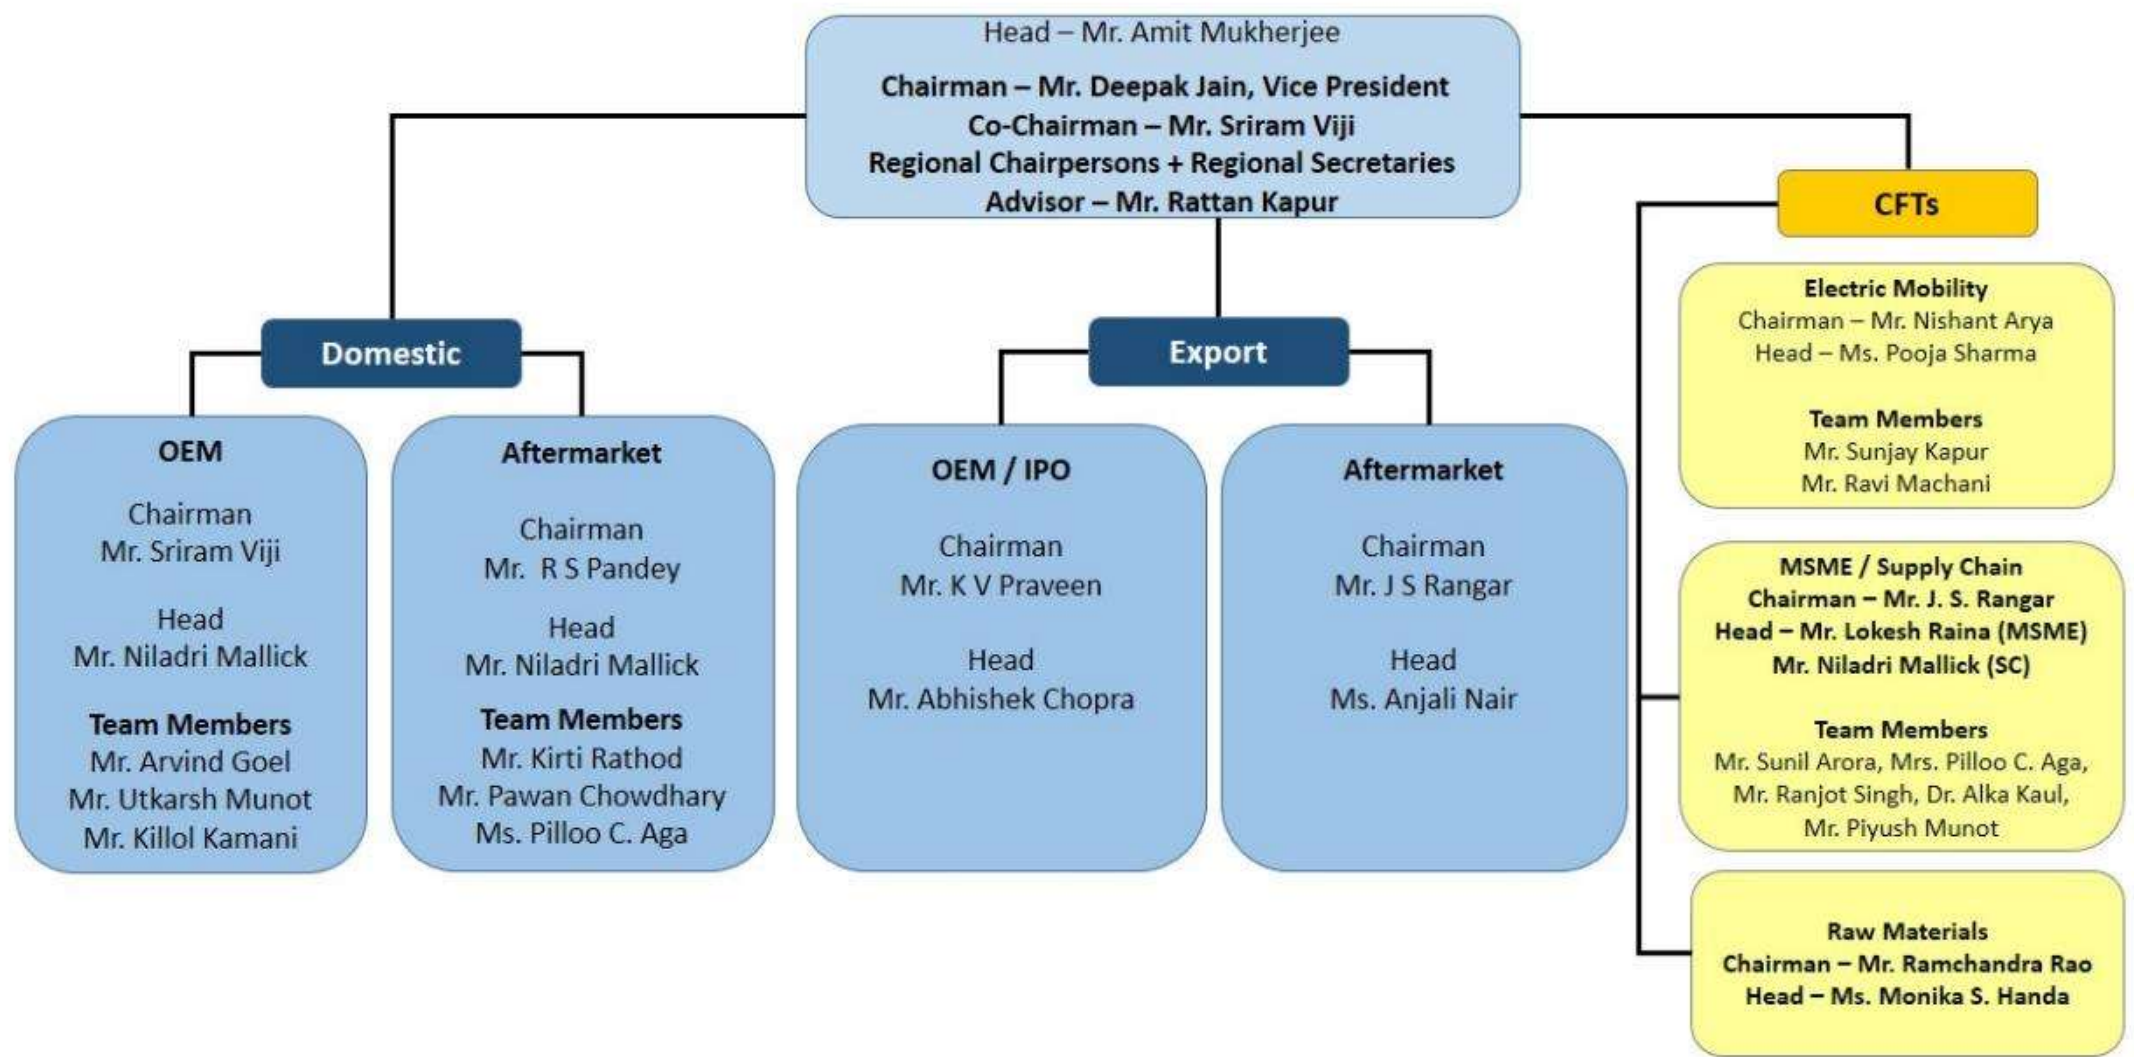 Head – Mr. Amit Mukherjee
Chairman – Mr. Deepak Jain, Vice President
Co-Chairman – Mr. Sriram Viji
Regional Chairpersons + Regional Secretaries
Advisor – Mr. Rattan Kapur
Domestic
OEM
Chairman
Mr. Sriram Viji
Head
Mr. Niladri Mallick
Team Members
Mr. Arvind Goel
Mr. Utkarsh Munot
Mr. Killol Kamani
Aftermarket
Chairman
Mr. R S Pandey
Head
Mr. Niladri Mallick
Team Members
Mr. Kirti Rathod
Mr. Pawan Chowdhary
Ms. Pilloo C. Aga
Export
OEM / IPO
Chairman
Mr. K V Praveen
Head
Mr. Abhishek Chopra
Aftermarket
Chairman
Mr. J S Rangar
Head
Ms. Anjali Nair
CFTs
Electric Mobility
Chairman – Mr. Nishant Arya
Head – Ms. Pooja Sharma
Team Members
Mr. Sunjay Kapur
Mr. Ravi Machani
MSME / Supply Chain
Chairman – Mr. J. S. Rangar
Head – Mr. Lokesh Raina (MSME)
Mr. Niladri Mallick (SC)
Team Members
Mr. Sunil Arora, Mrs. Pilloo C. Aga,
Mr. Ranjot Singh, Dr. Alka Kaul,
Mr. Piyush Munot
Raw Materials
Chairman – Mr. Ramchandra Rao
Head – Ms. Monika S. Handa